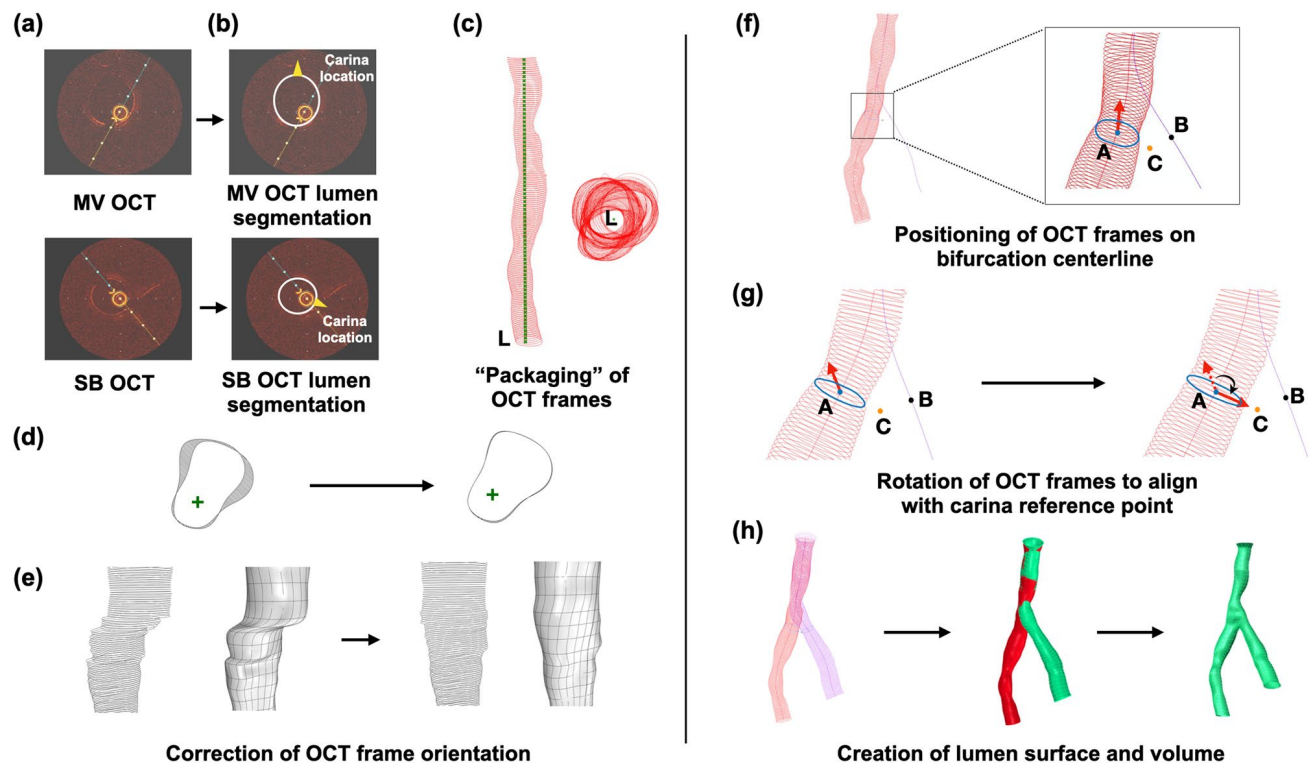 (a)
(b)
Carina
location
MV OCT
MV OCT lumen
segmentation
Carina
location
SB OCT
SB OCT lumen
segmentation
(c)
L
L
“Packaging” of
OCT frames
(d)
(e)
Correction of OCT frame orientation
(f)
A
B
C
Positioning of OCT frames on
bifurcation centerline
(g)
A
B
C
A
B
C
Rotation of OCT frames to align
with carina reference point
(h)
Creation of lumen surface and volume